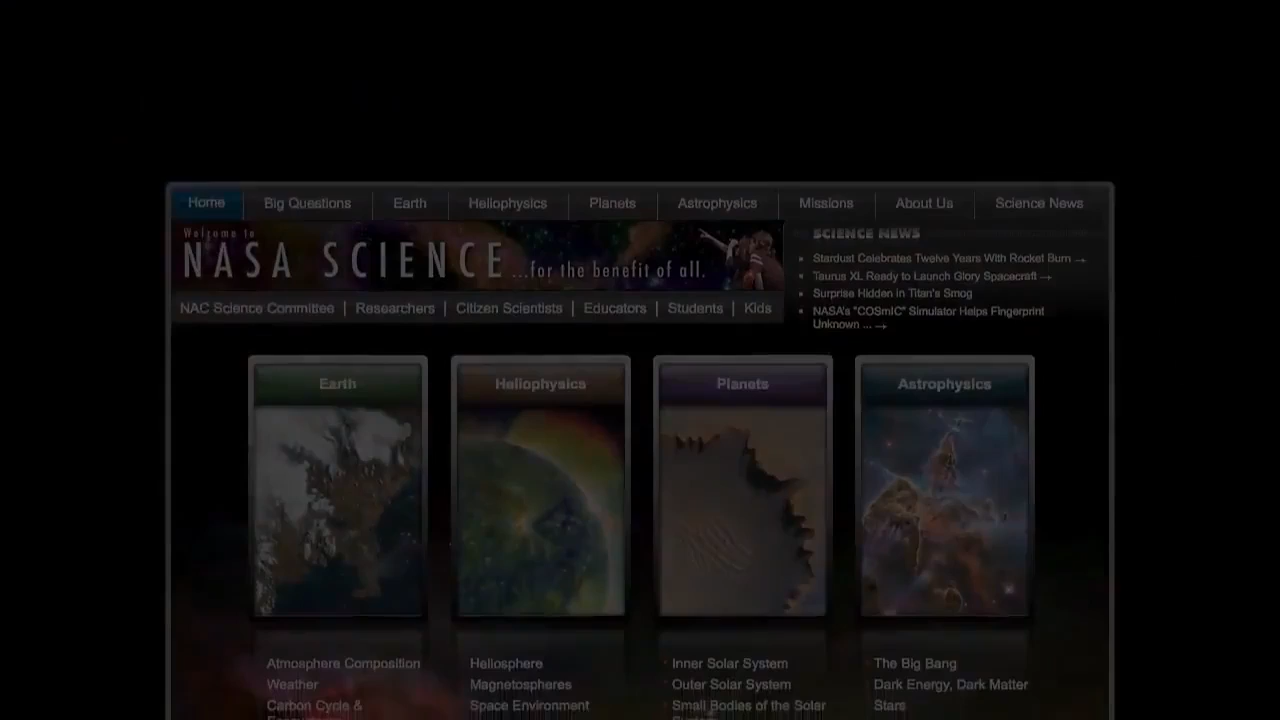 Home Big Questions Earth Heliophysics Planets Astrophysics Missions About Us Science News
Welcome to
NASA SCIENCE ...for the benefit of all.
NAC Science Committee | Researchers | Citizen Scientists | Educators | Students | Kids
SCIENCE NEWS
Stardust Celebrates Twelve Years With Rocket Burn →
Taurus XL Ready to Launch Glory Spacecraft →
Surprise Hidden in Titan's Smog
NASA's "COSmIC" Simulator Helps Fingerprint
Unknown ... →
Earth
Heliophysics
Planets
Astrophysics
Atmosphere Composition
Weather
Carbon Cycle &
Heliosphere
Magnetospheres
Space Environment
Inner Solar System
Outer Solar System
Small Bodies of the Solar
The Big Bang
Dark Energy, Dark Matter
Stars